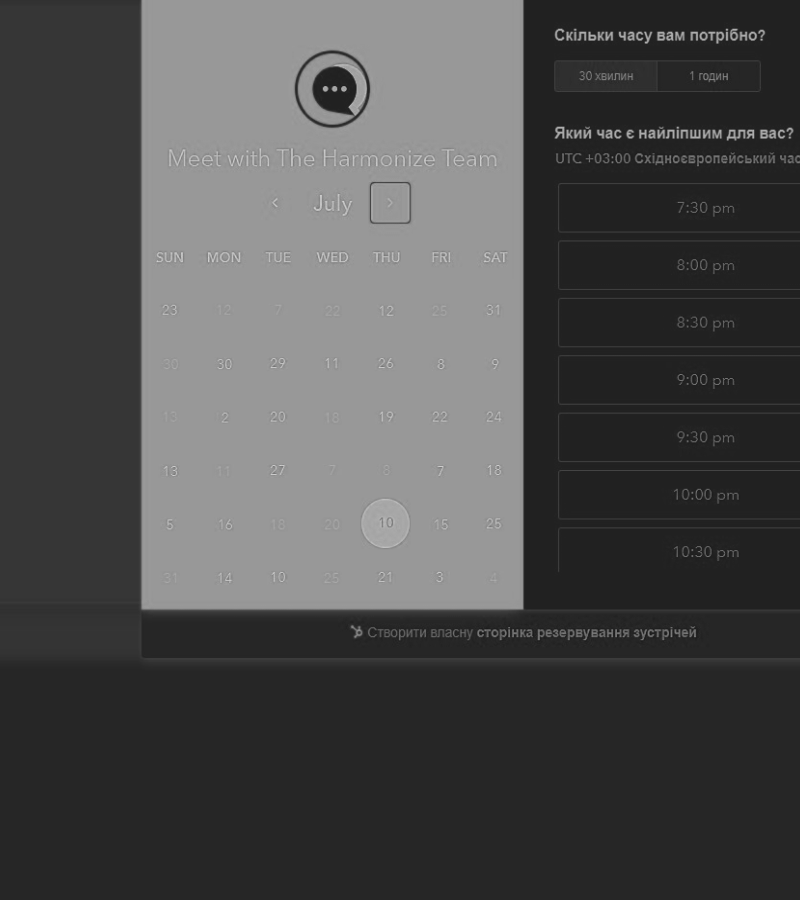 Meet with The Harmonize Team
July
SUN MON TUE WED THU FRI SAT
23 12 7 22 12 25 31
30 30 29 11 26 8 9
13 2 20 18 19 22 24
13 11 27 7 8 7 18
5 16 18 20 10 15 25
31 14 10 25 21 3 4
Скільки часу вам потрібно?
30 хвилин 1 годин
Який час є найліпшим для вас?
UTC +03:00 Східноєвропейський час
7:30 pm
8:00 pm
8:30 pm
9:00 pm
9:30 pm
10:00 pm
10:30 pm
Створити власну сторінка резервування зустрічей